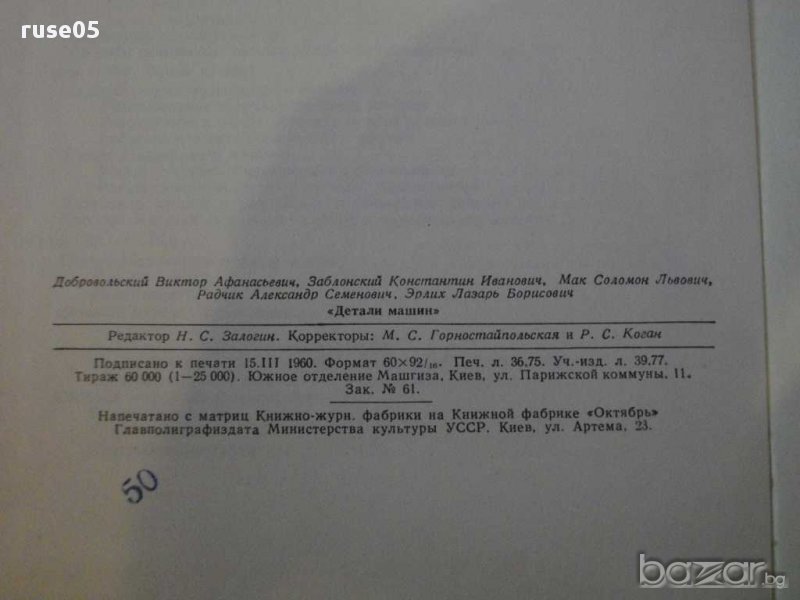 ruse05
Добровольский Виктор Афанасьевич, Заблонский Константин Иванович, Мак Соломон Львович,
Радчик Александр Семенович, Эрлих Лазарь Борисович
«Детали машин»
Редактор Н. С. Залогин. Корректоры: М. С. Горностайпольская и Р. С. Коган
Подписано к печати 15.III 1960. Формат 60×92/16. Печ. л. 36,75. Уч.-изд. л. 39,77.
Тираж 60 000 (1—25 000). Южное отделение Машгиза, Киев, ул. Парижской коммуны, 11.
Зак. № 61.
Напечатано с матриц Книжно-журн. фабрики на Книжной фабрике «Октябрь»
Главполиграфиздата Министерства культуры УССР, Киев, ул. Артема, 23.
50
bazar.bg